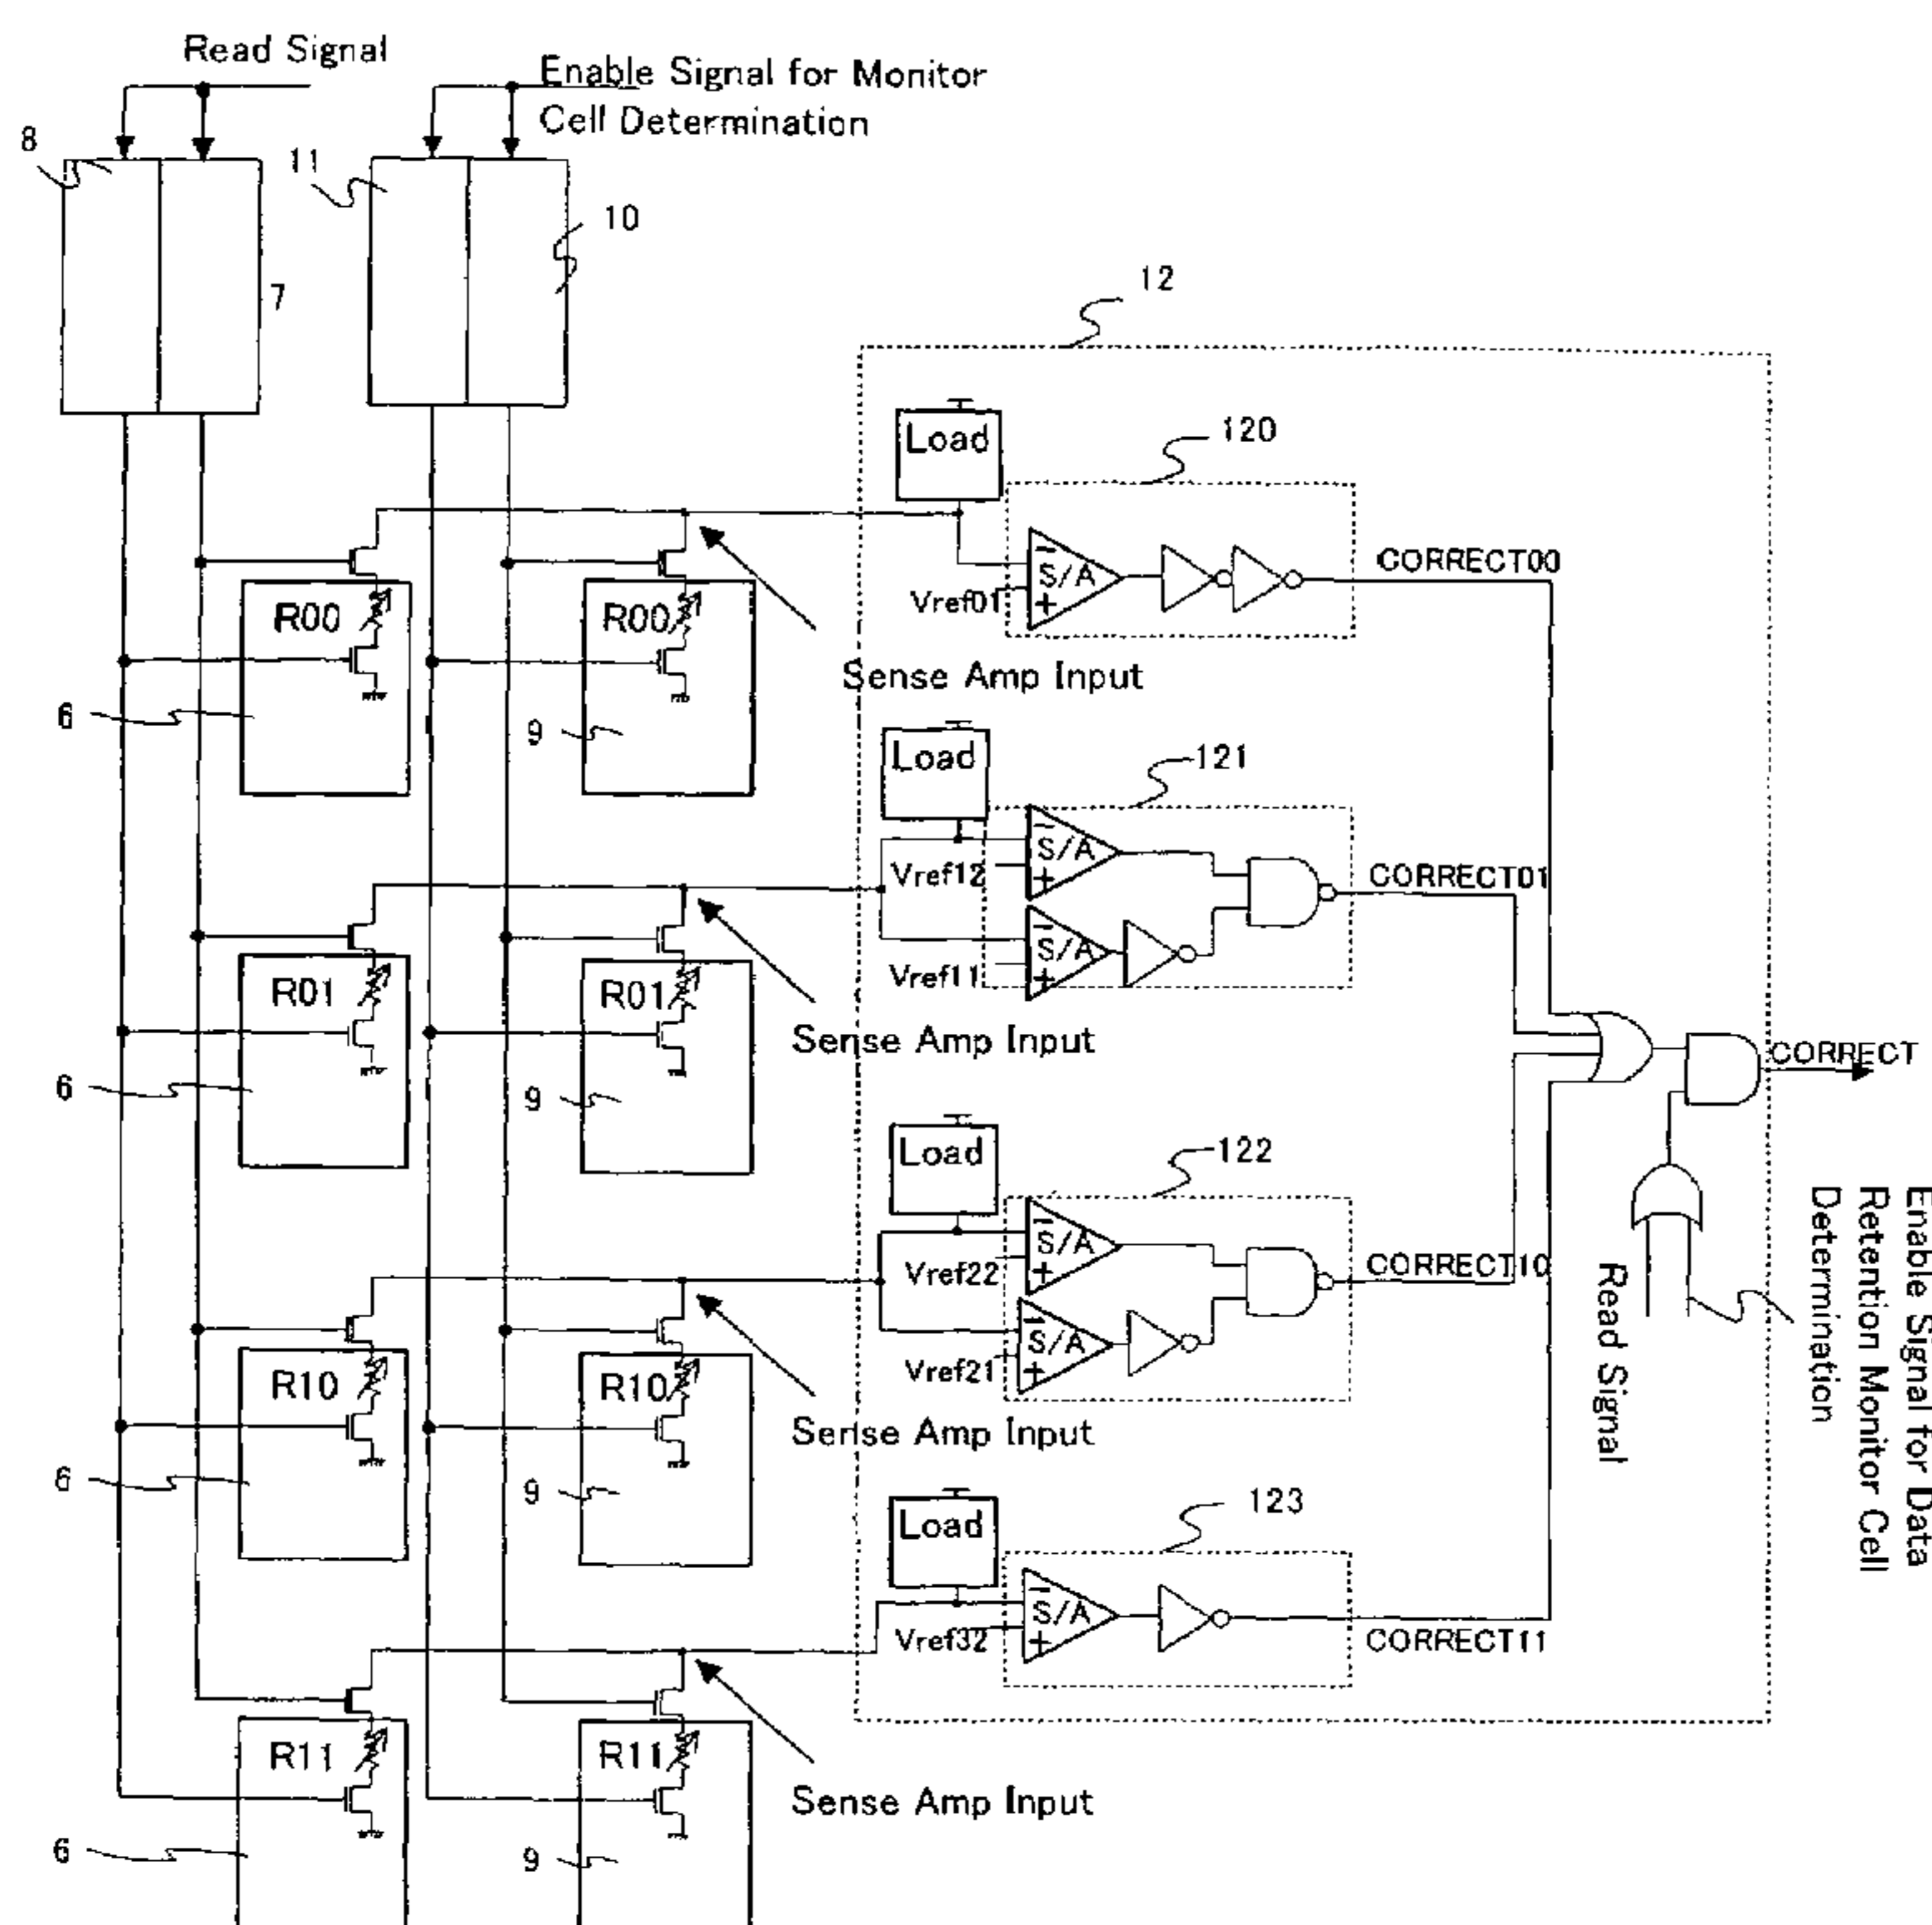 Read Signal
Enable Signal for Monitor
Cell Determination
8
11
10
7
12
Load
120
S/A
CORRECT00
Vref01
R00
R00
Sense Amp Input
6
9
Load
121
S/A
Vref12
CORRECT01
S/A
Vref11
R01
R01
Sense Amp Input
CORRECT
6
9
Load
122
S/A
Vref22
CORRECT10
S/A
Vref21
R10
R10
Sense Amp Input
Read Signal
Enable Signal for Data
Retention Monitor Cell
Determination
6
9
Load
123
S/A
Vref32
CORRECT11
R11
R11
Sense Amp Input
6
9